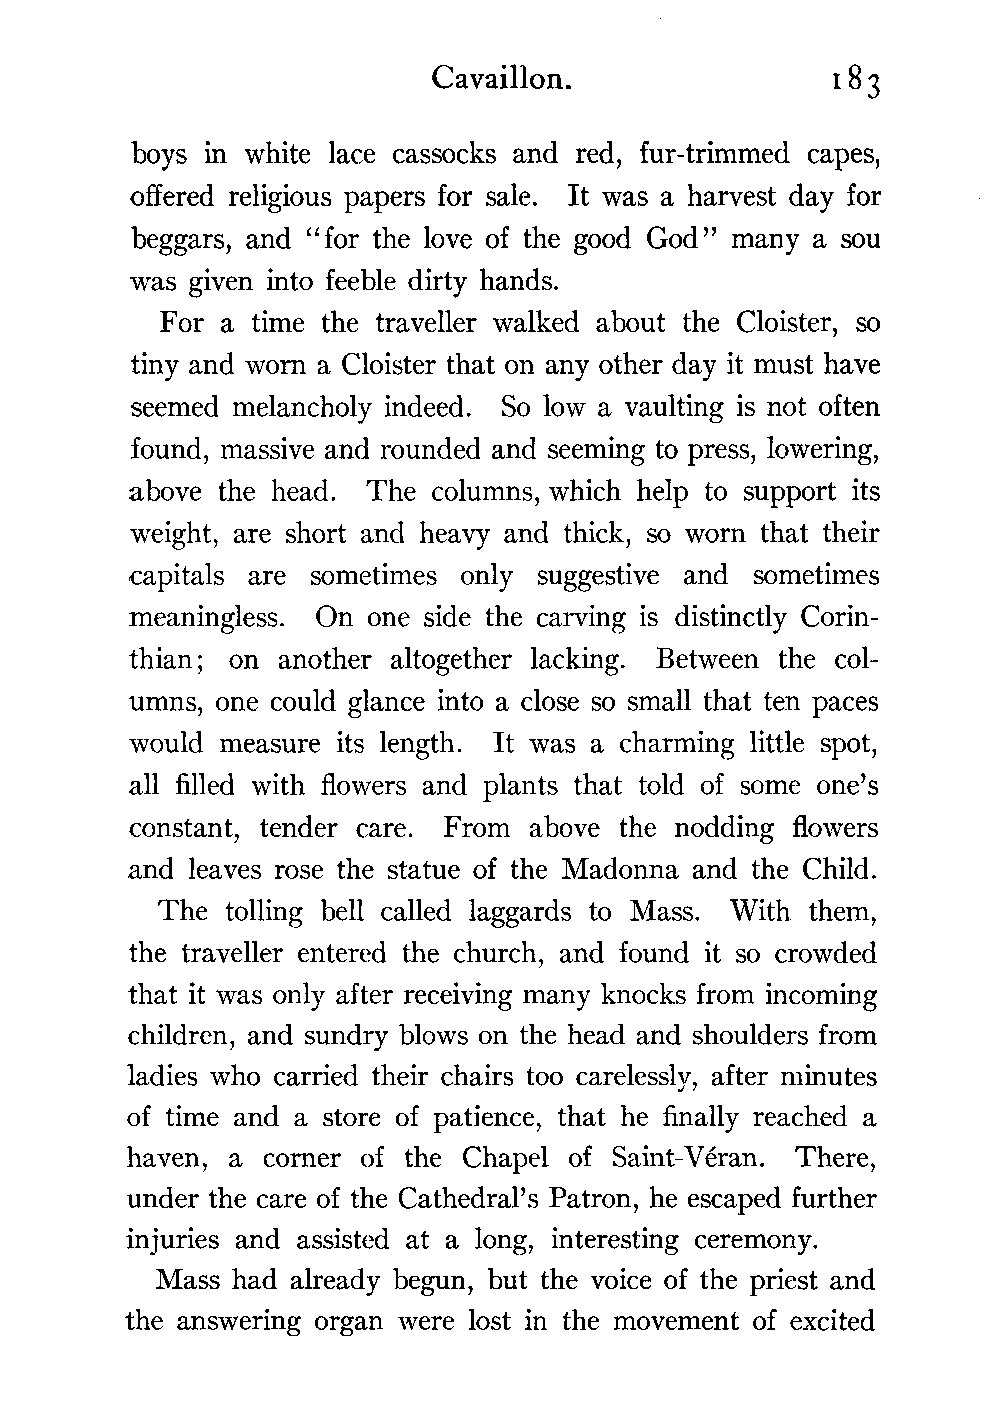 Cavaillon. 183
boys in white lace cassocks and red, fur-trimmed capes,
offered religious papers for sale. It was a harvest day for
beggars, and “for the love of the good God” many a sou
was given into feeble dirty hands.
For a time the traveller walked about the Cloister, so
tiny and worn a Cloister that on any other day it must have
seemed melancholy indeed. So low a vaulting is not often
found, massive and rounded and seeming to press, lowering,
above the head. The columns, which help to support its
weight, are short and heavy and thick, so worn that their
capitals are sometimes only suggestive and sometimes
meaningless. On one side the carving is distinctly Corin-
thian; on another altogether lacking. Between the col-
umns, one could glance into a close so small that ten paces
would measure its length. It was a charming little spot,
all filled with flowers and plants that told of some one’s
constant, tender care. From above the nodding flowers
and leaves rose the statue of the Madonna and the Child.
The tolling bell called laggards to Mass. With them,
the traveller entered the church, and found it so crowded
that it was only after receiving many knocks from incoming
children, and sundry blows on the head and shoulders from
ladies who carried their chairs too carelessly, after minutes
of time and a store of patience, that he finally reached a
haven, a corner of the Chapel of Saint-Véran. There,
under the care of the Cathedral’s Patron, he escaped further
injuries and assisted at a long, interesting ceremony.
Mass had already begun, but the voice of the priest and
the answering organ were lost in the movement of excited